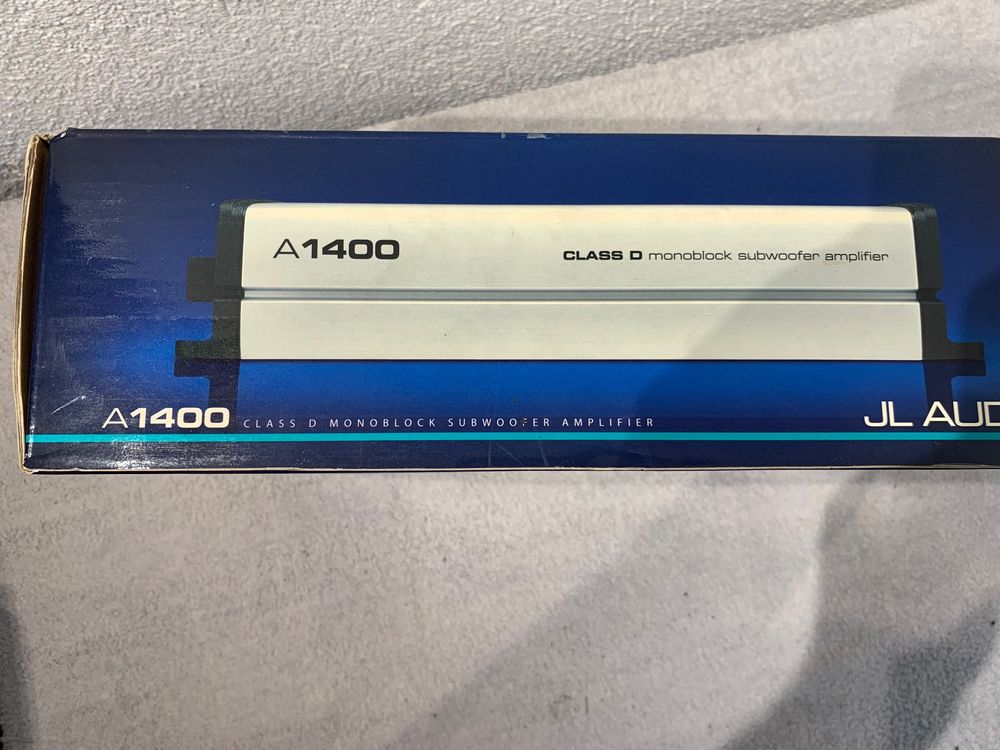 A1400
CLASS D monoblock subwoofer amplifier
A1400 CLASS D MONOBLOCK SUBWOOFER AMPLIFIER
JL AUD